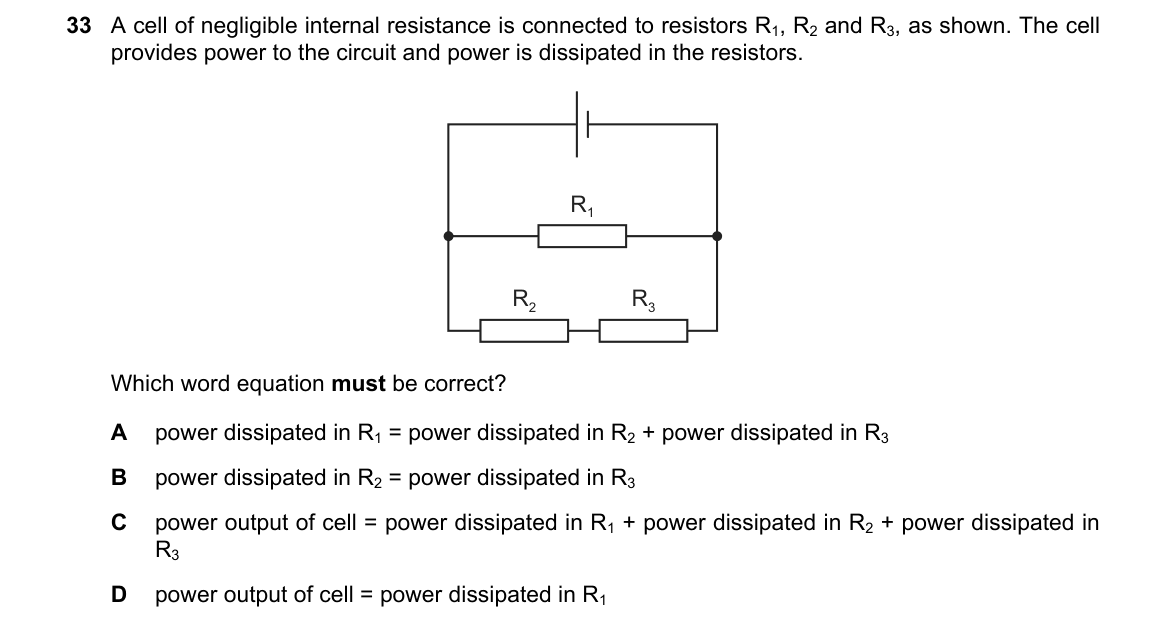 33 A cell of negligible internal resistance is connected to resistors R₁, R₂ and R₃, as shown. The cell
provides power to the circuit and power is dissipated in the resistors.
R₁
R₂ R₃
Which word equation must be correct?
A power dissipated in R₁ = power dissipated in R₂ + power dissipated in R₃
B power dissipated in R₂ = power dissipated in R₃
C power output of cell = power dissipated in R₁ + power dissipated in R₂ + power dissipated in
R₃
D power output of cell = power dissipated in R₁